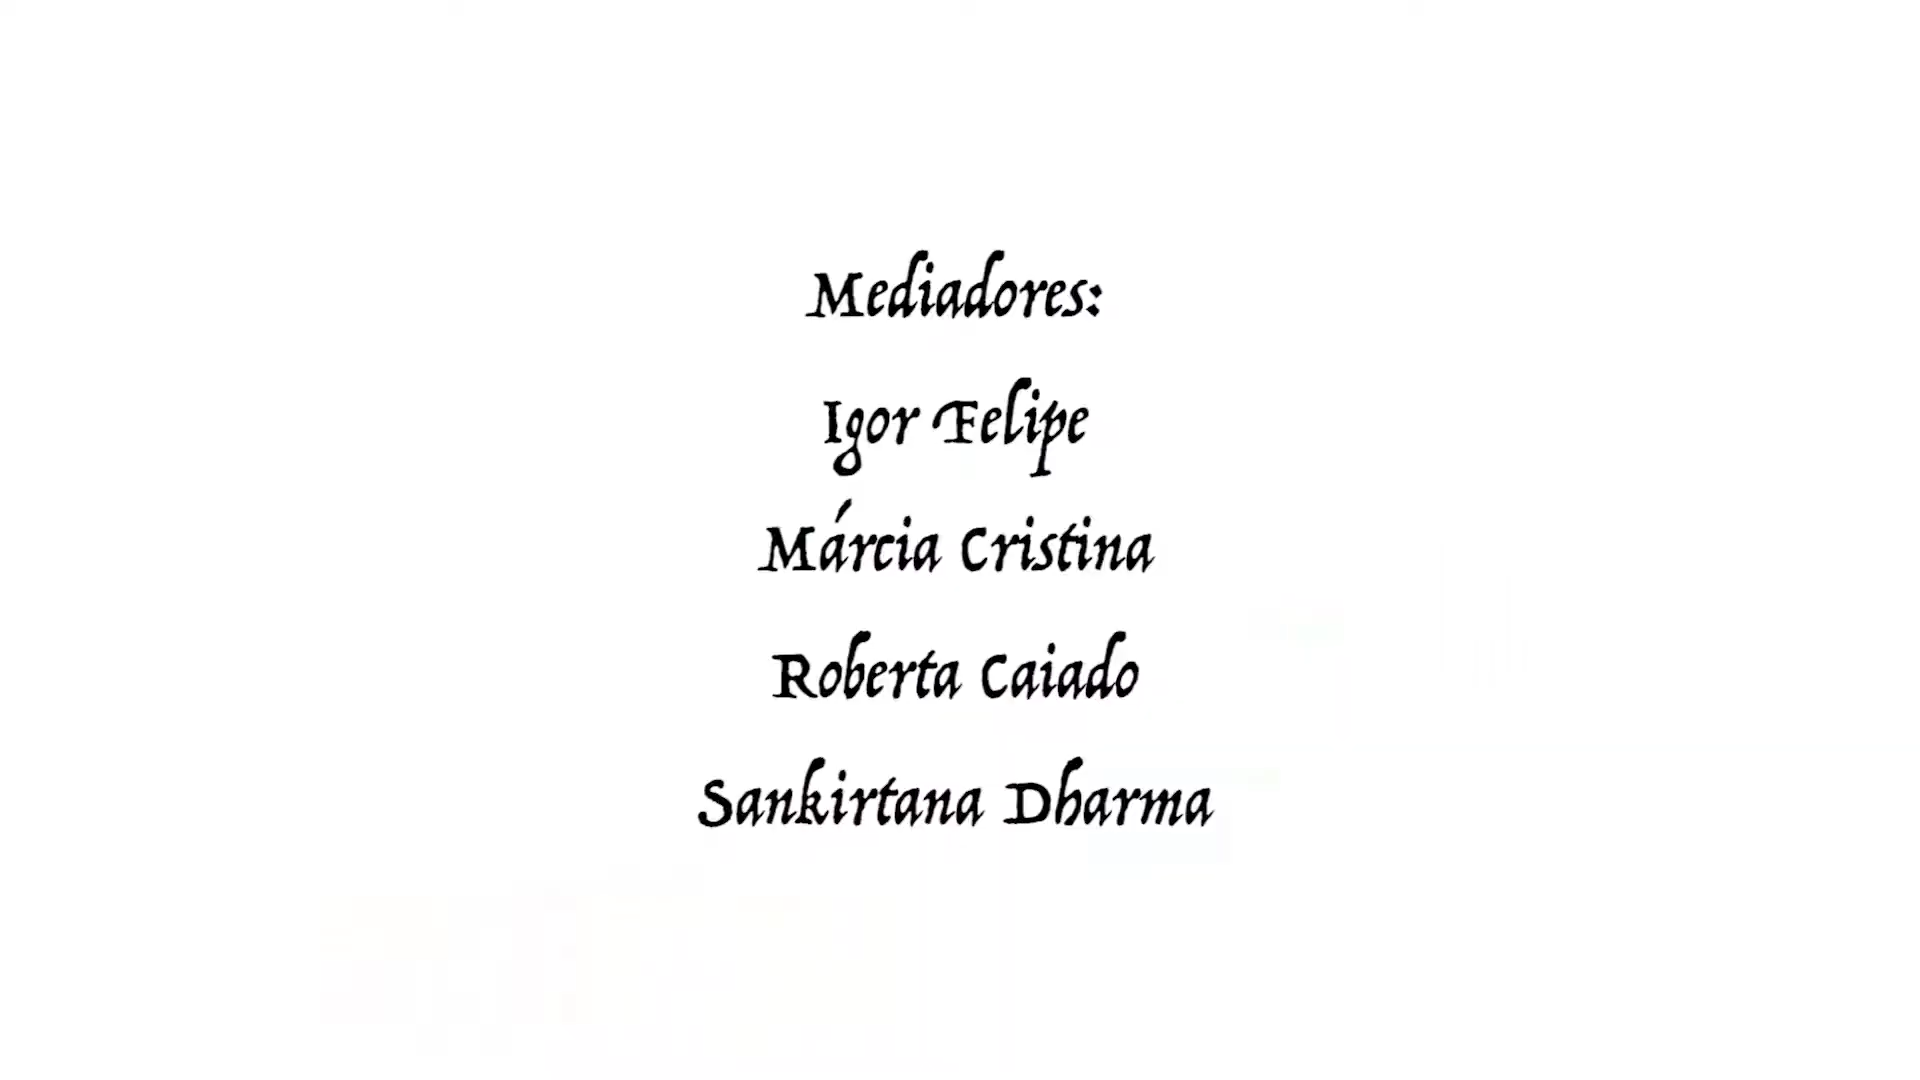 Mediadores:
Igor Felipe
Márcia Cristina
Roberta Caiado
Sankirtana Dharma